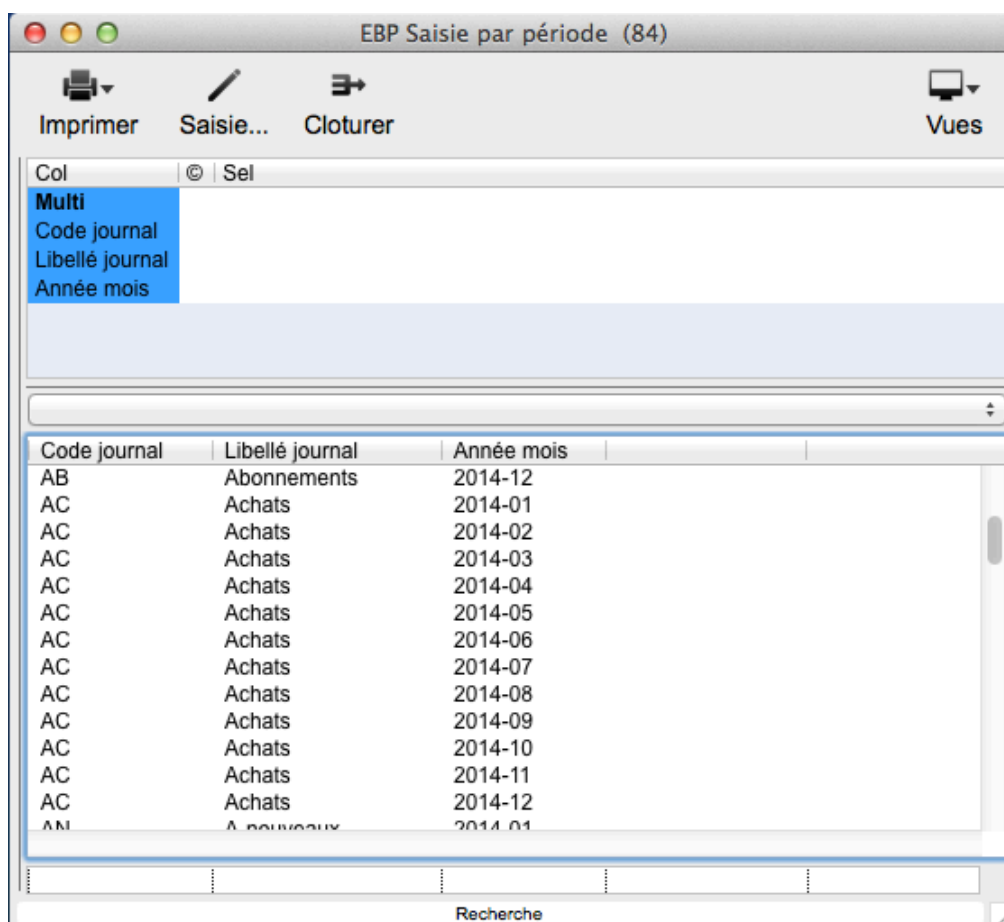 EBP Saisie par période (84)
Imprimer Saisie... Cloturer Vues
Col © Sel
Multi
Code journal
Libellé journal
Année mois
Code journal Libellé journal Année mois
AB Abonnements 2014-12
AC Achats 2014-01
AC Achats 2014-02
AC Achats 2014-03
AC Achats 2014-04
AC Achats 2014-05
AC Achats 2014-06
AC Achats 2014-07
AC Achats 2014-08
AC Achats 2014-09
AC Achats 2014-10
AC Achats 2014-11
AC Achats 2014-12
AN A nouveaux 2014-01
Recherche